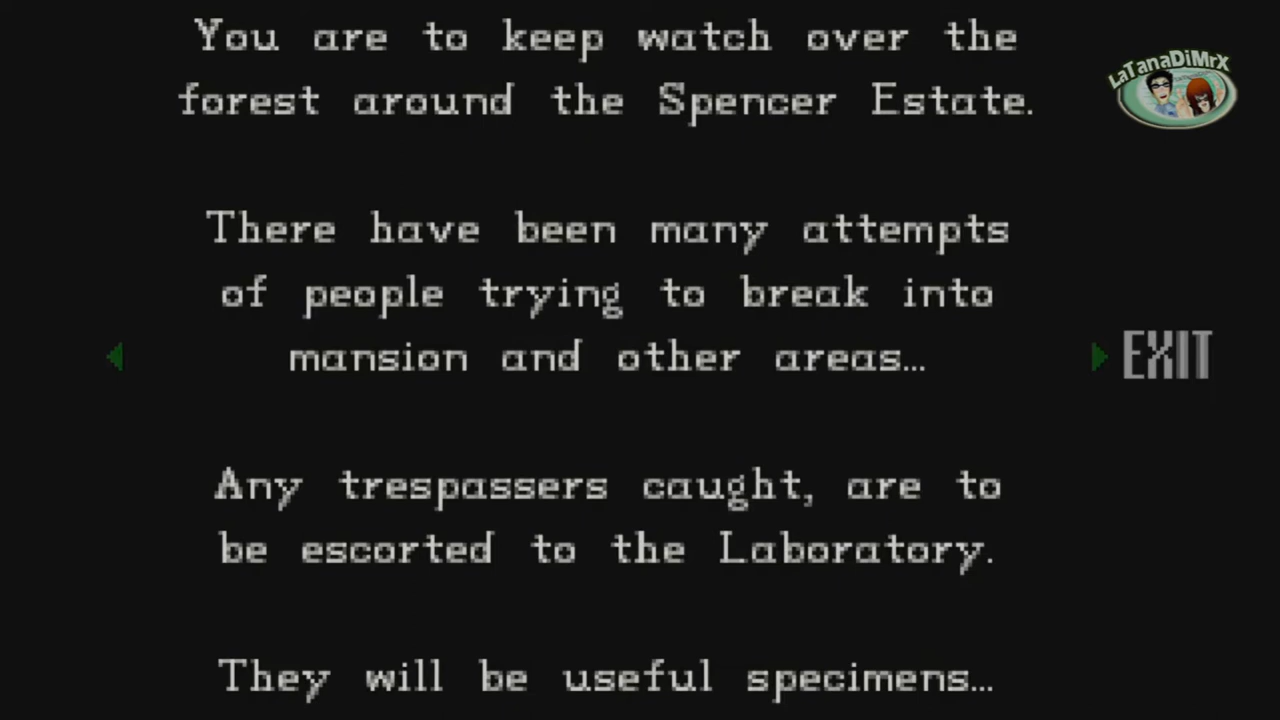 You are to keep watch over the
LaTanaDiMrX
forest around the Spencer Estate.
There have been many attempts
of people trying to break into
mansion and other areas...
EXIT
Any trespassers caught, are to
be escorted to the Laboratory.
They will be useful specimens...